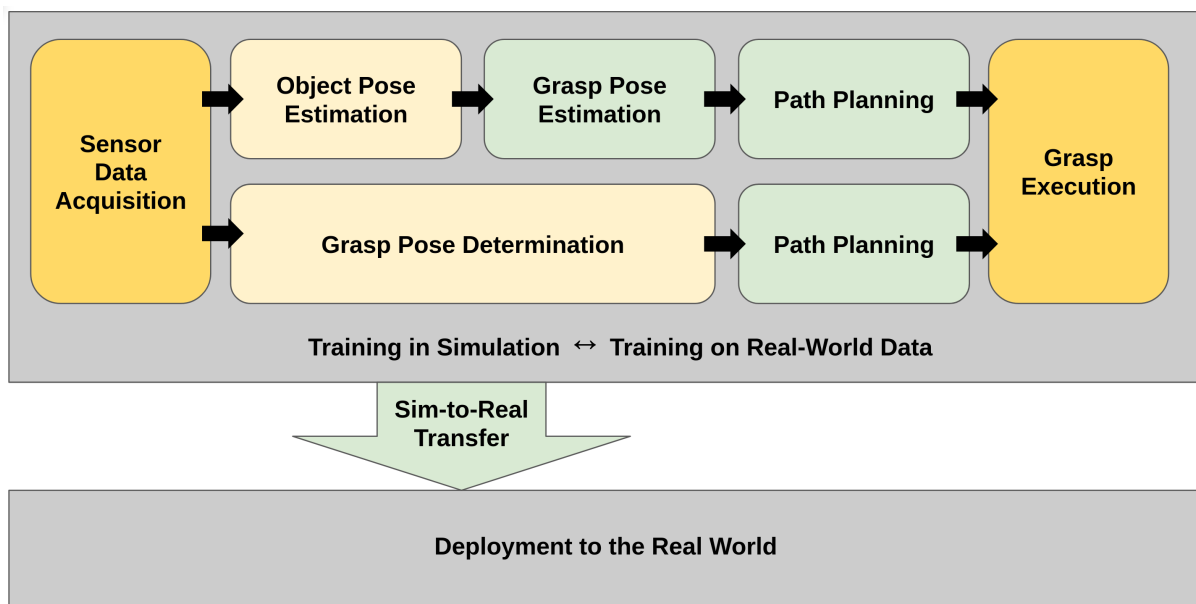 Sensor
Data
Acquisition
Object Pose
Estimation
Grasp Pose
Estimation
Path Planning
Grasp
Execution
Grasp Pose Determination
Path Planning
Training in Simulation ↔ Training on Real-World Data
Sim-to-Real
Transfer
Deployment to the Real World